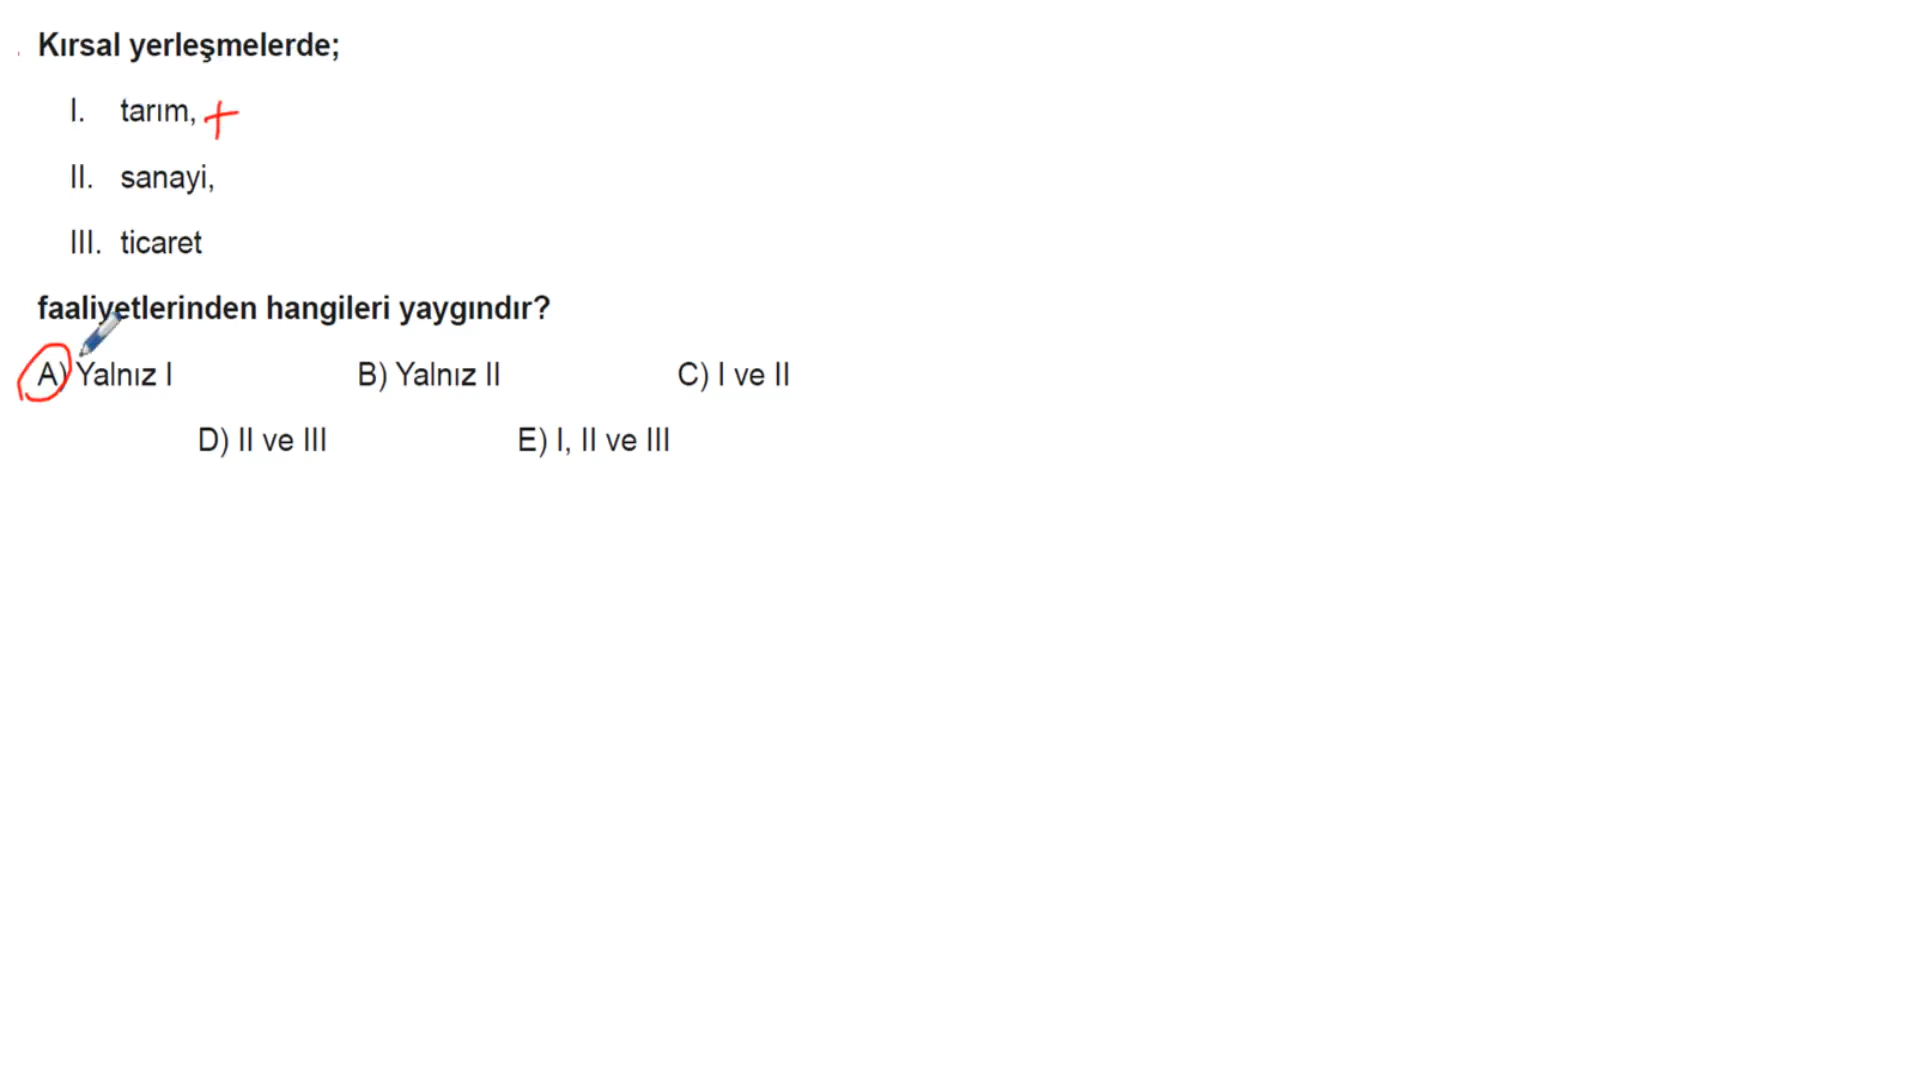 Kırsal yerleşmelerde;
I. tarım, +
II. sanayi,
III. ticaret
faaliyetlerinden hangileri yaygındır?
A) Yalnız I B) Yalnız II C) I ve II
D) II ve III E) I, II ve III